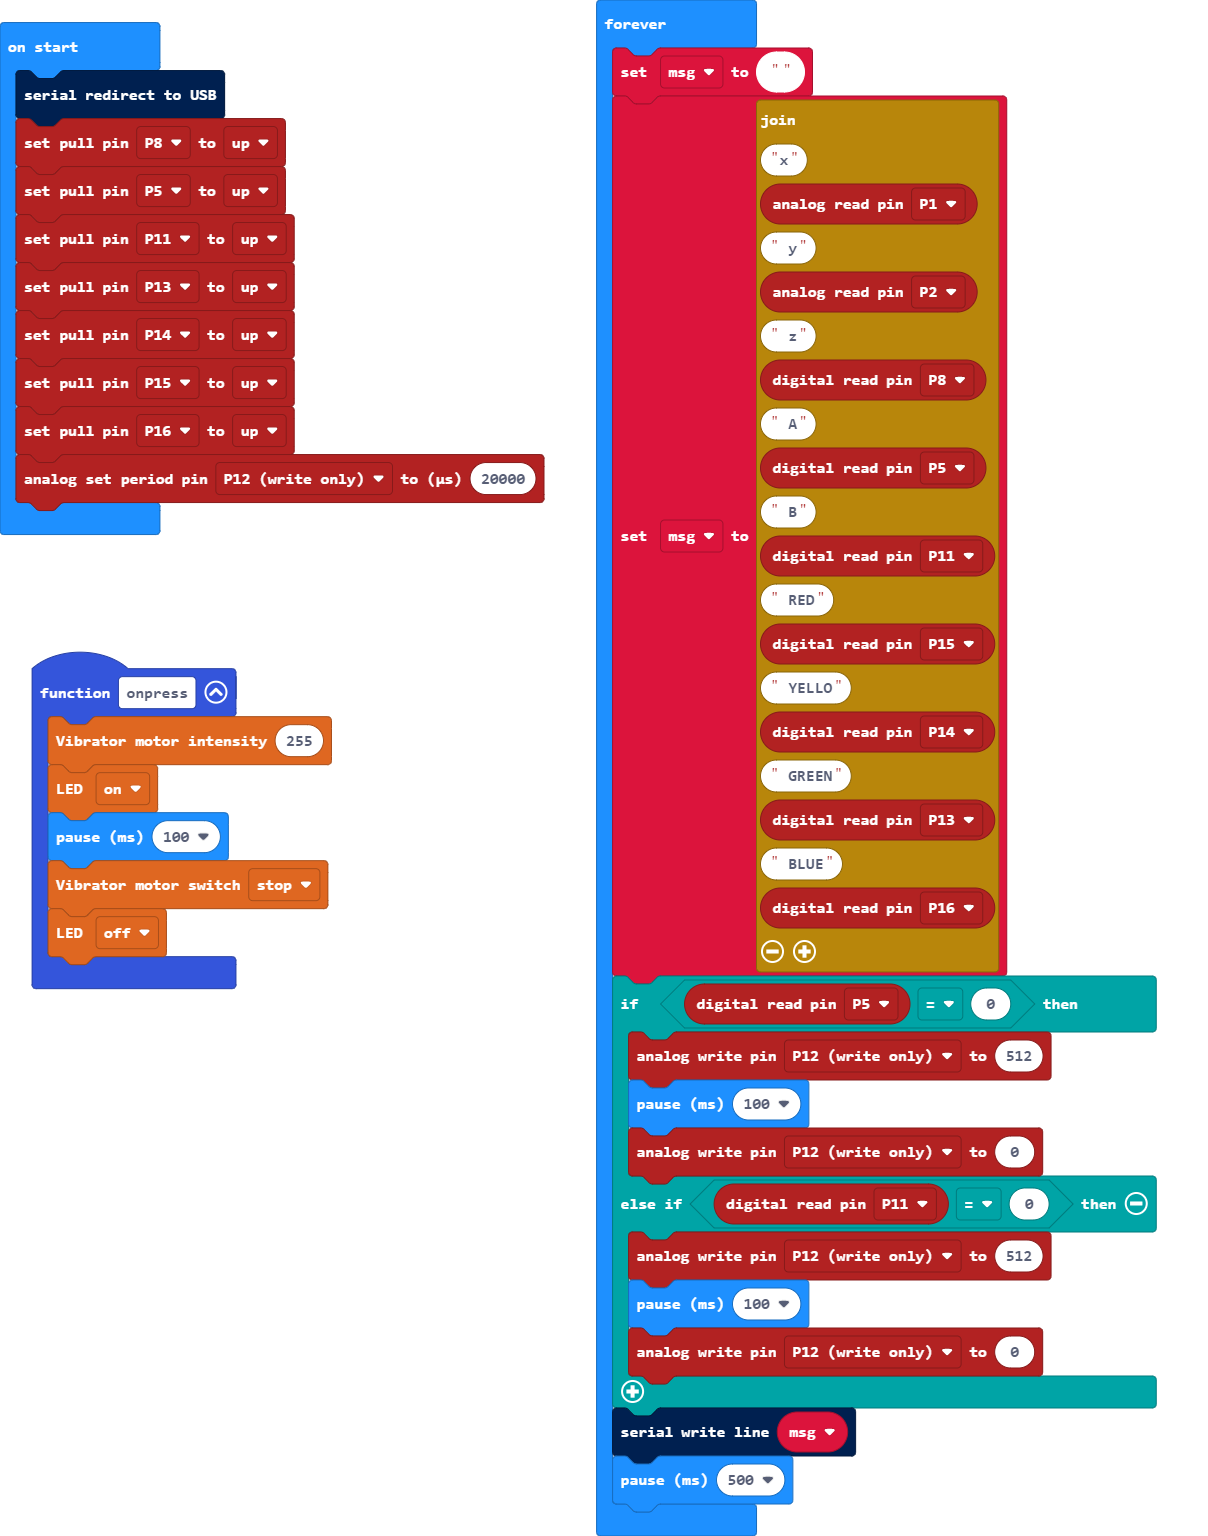 on start
serial redirect to USB
set pull pin P8 to up
set pull pin P5 to up
set pull pin P11 to up
set pull pin P13 to up
set pull pin P14 to up
set pull pin P15 to up
set pull pin P16 to up
analog set period pin P12 (write only) to (µs) 20000
function onpress
Vibrator motor intensity 255
LED on
pause (ms) 100
Vibrator motor switch stop
LED off
forever
set msg to " "
set msg to
join
"x"
analog read pin P1
" y"
analog read pin P2
" z"
digital read pin P8
" A"
digital read pin P5
" B"
digital read pin P11
" RED"
digital read pin P15
" YELLO"
digital read pin P14
" GREEN"
digital read pin P13
" BLUE"
digital read pin P16
if digital read pin P5 = 0 then
analog write pin P12 (write only) to 512
pause (ms) 100
analog write pin P12 (write only) to 0
else if digital read pin P11 = 0 then
analog write pin P12 (write only) to 512
pause (ms) 100
analog write pin P12 (write only) to 0
serial write line msg
pause (ms) 500